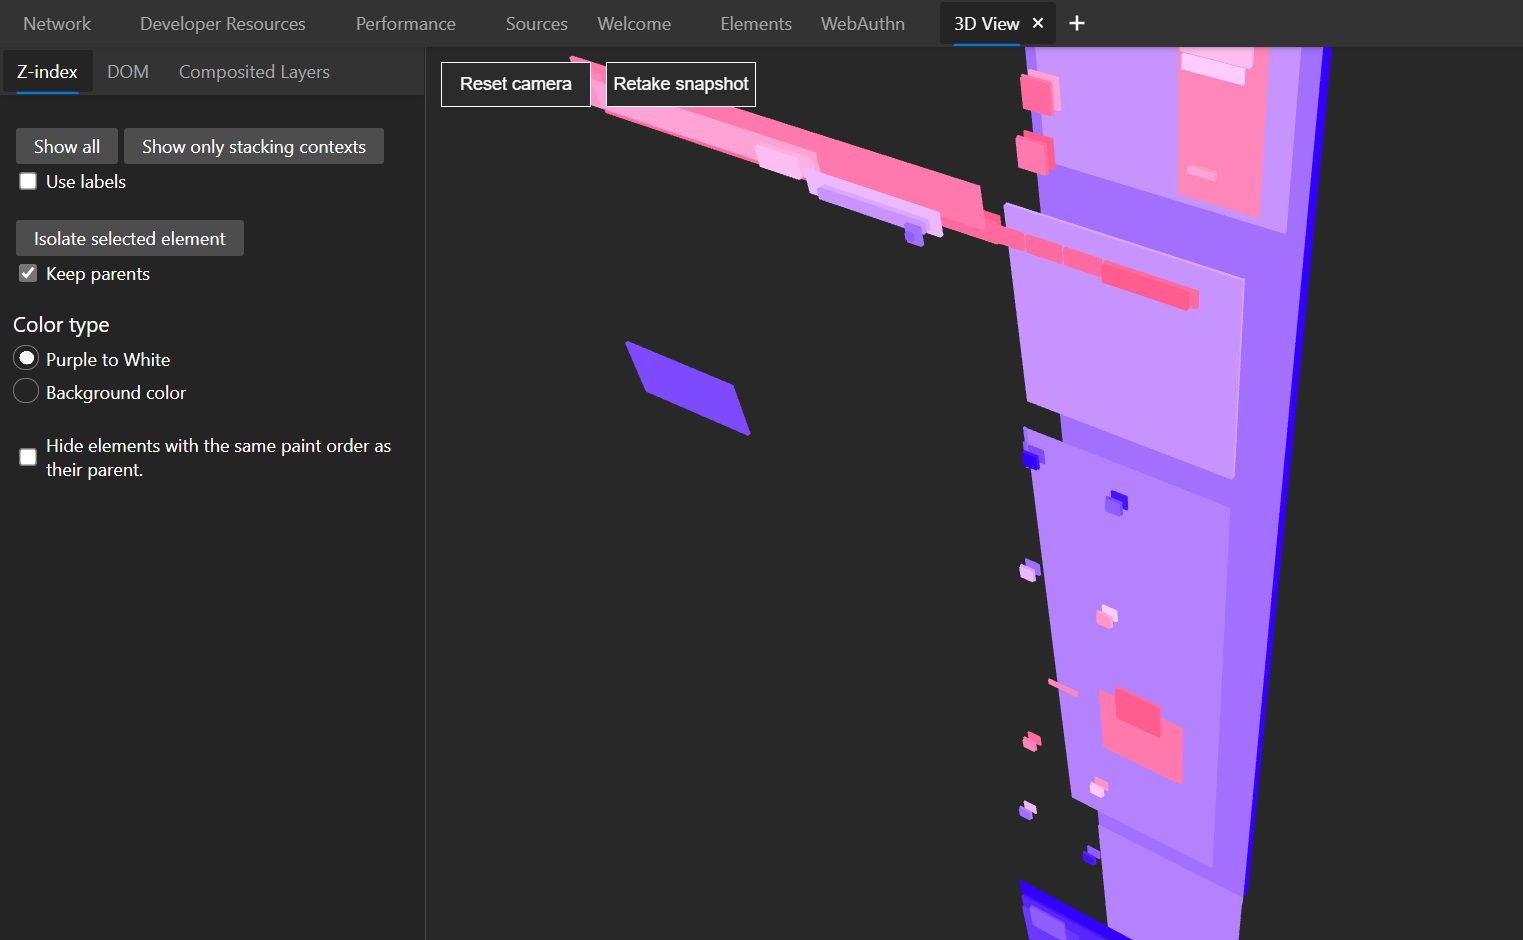 Network Developer Resources Performance Sources Welcome Elements WebAuthn 3D View
Z-index DOM Composited Layers
Reset camera Retake snapshot
Show all Show only stacking contexts
Use labels
Isolate selected element
Keep parents
Color type
Purple to White
Background color
Hide elements with the same paint order as
their parent.